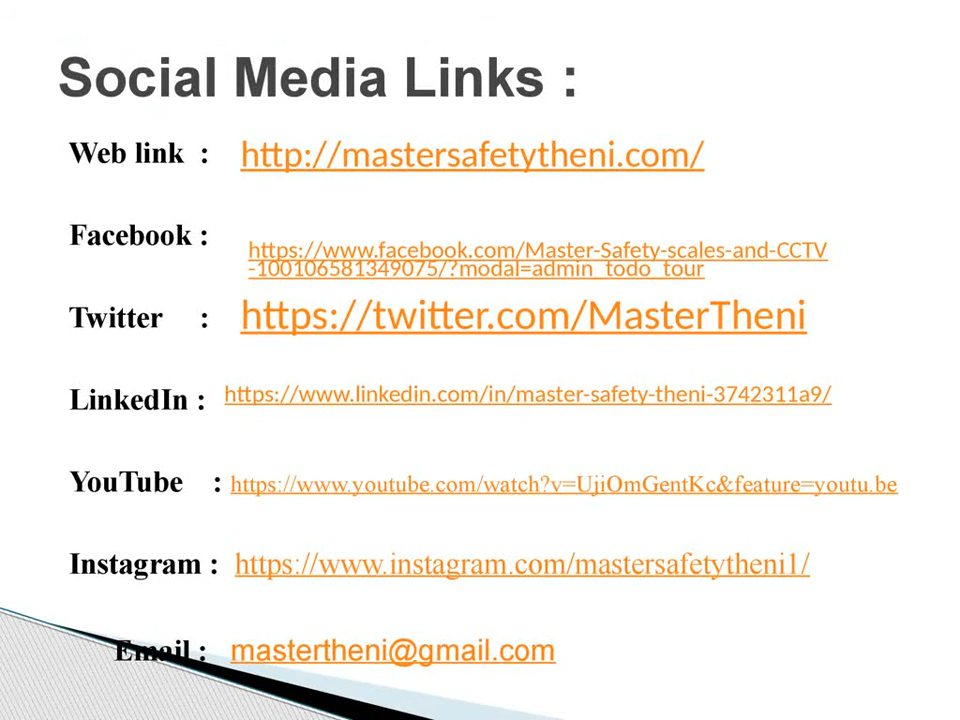 Social Media Links :
Web link : http://mastersafetytheni.com/
Facebook :
https://www.facebook.com/Master-Safety-scales-and-CCTV
-100106581349075/?modal=admin_todo_tour
Twitter : https://twitter.com/MasterTheni
LinkedIn : https://www.linkedin.com/in/master-safety-theni-3742311a9/
YouTube : https://www.youtube.com/watch?v=UjiOmGentKc&feature=youtu.be
Instagram : https://www.instagram.com/mastersafetytheni1/
Email : mastertheni@gmail.com